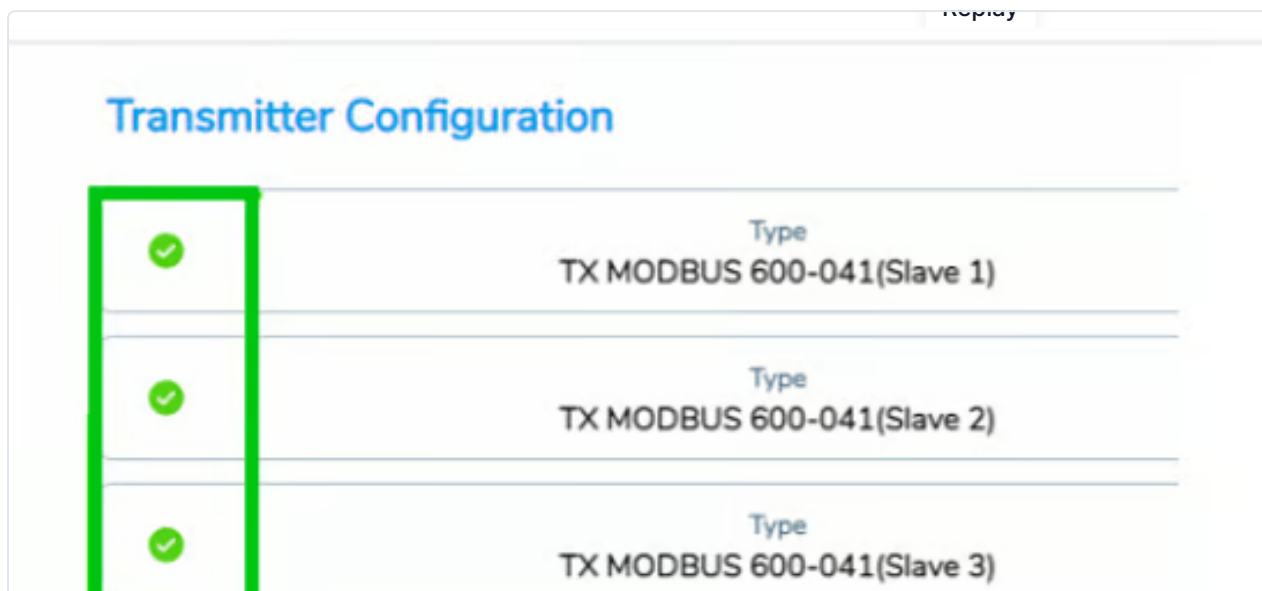 Replay
Transmitter Configuration
Type
TX MODBUS 600-041(Slave 1)
Type
TX MODBUS 600-041(Slave 2)
Type
TX MODBUS 600-041(Slave 3)